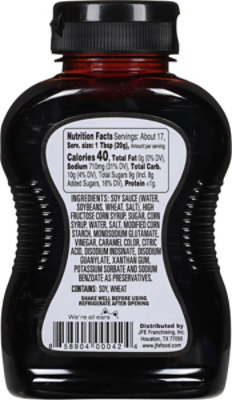 Nutrition Facts Servings: About 17,
Serv. size: 1 Tbsp (20g), Amount per serving:
Calories 40, Total Fat 0g (0% DV),
Sodium 710mg (31% DV), Total Carb.
10g (4% DV), Total Sugars 9g (Incl. 8g
Added Sugars, 16% DV), Protein <1g.
INGREDIENTS: SOY SAUCE (WATER,
SOYBEANS, WHEAT, SALT), HIGH
FRUCTOSE CORN SYRUP, SUGAR, CORN
SYRUP, WATER, SALT, MODIFIED CORN
STARCH, MONOSODIUM GLUTAMATE,
VINEGAR, CARAMEL COLOR, CITRIC
ACID, DISODIUM INOSINATE, DISODIUM
GUANYLATE, XANTHAN GUM,
POTASSIUM SORBATE AND SODIUM
BENZOATE AS PRESERVATIVES.
CONTAINS: SOY, WHEAT
SHAKE WELL BEFORE USING
REFRIGERATE AFTER OPENING
We're all ears
8 58904 00042 4
Distributed by
JFE Franchising, Inc.
Houston, TX 77055
www.jfefood.com